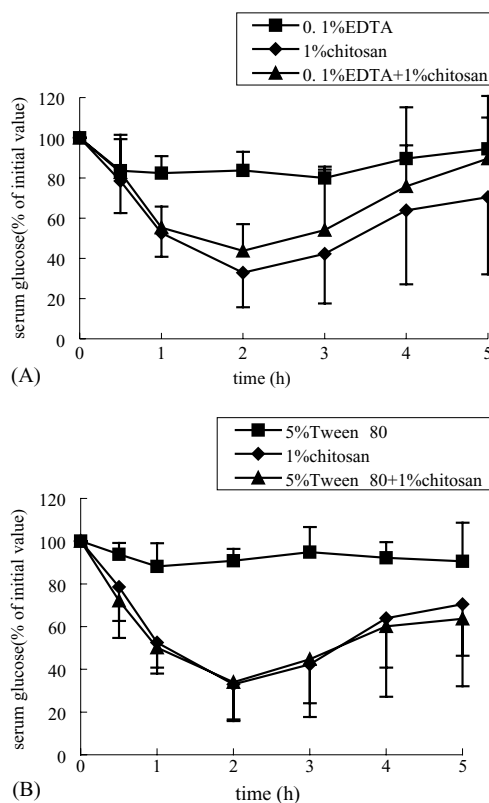 0. 1%EDTA
1%chitosan
0. 1%EDTA+1%chitosan
serum glucose(% of initial value)
120
100
80
60
40
20
0
0 1 2 3 4 5
time (h)
(A)
5%Tween 80
1%chitosan
5%Tween 80+1%chitosan
serum glucose(% of initial value)
120
100
80
60
40
20
0
0 1 2 3 4 5
time (h)
(B)